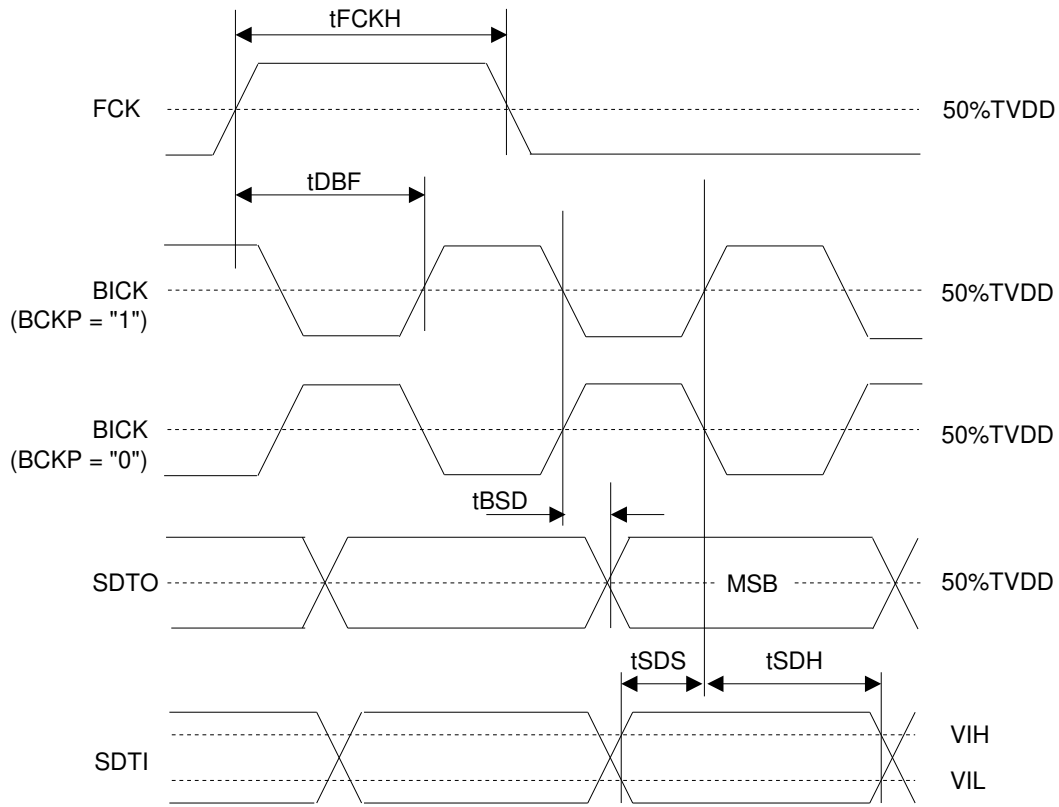 tFCKH
FCK
50%TVDD
tDBF
BICK
(BCKP = "1")
50%TVDD
BICK
(BCKP = "0")
50%TVDD
tBSD
SDTO
MSB
50%TVDD
tSDS
tSDH
SDTI
VIH
VIL